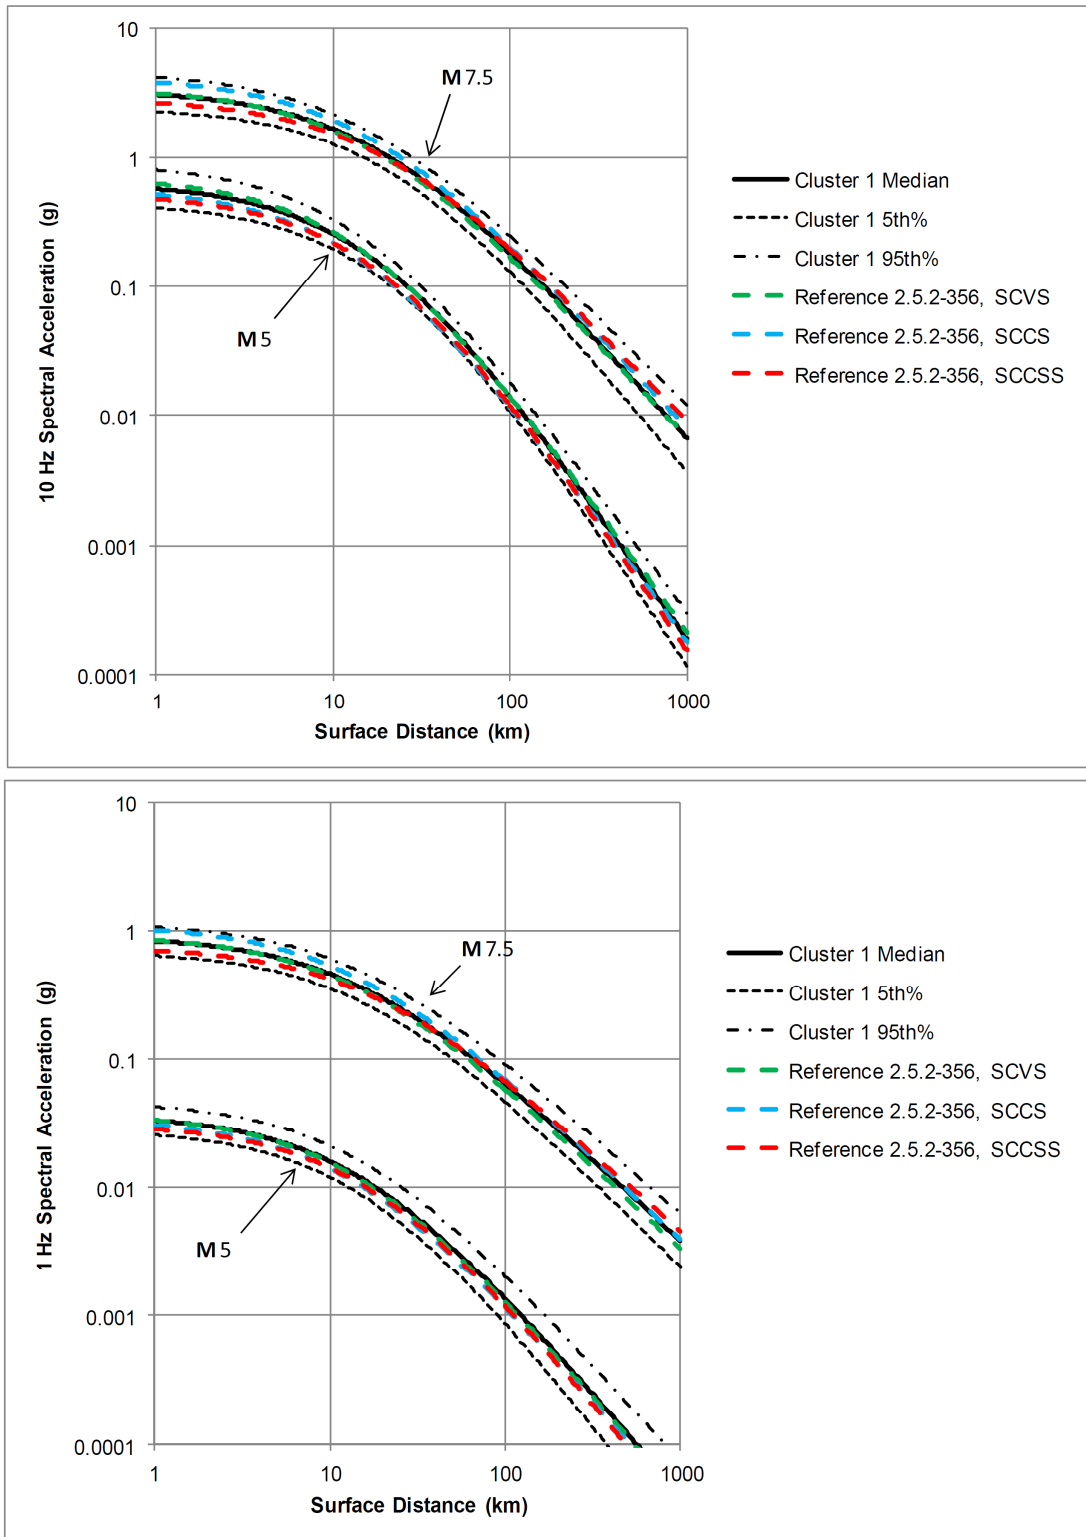 10
1
0.1
0.01
0.001
0.0001
10 Hz Spectral Acceleration (g)
M 7.5
M 5
1
10
100
1000
Surface Distance (km)
Cluster 1 Median
Cluster 1 5th%
Cluster 1 95th%
Reference 2.5.2-356, SCVS
Reference 2.5.2-356, SCCS
Reference 2.5.2-356, SCCSS
10
1
0.1
0.01
0.001
0.0001
1 Hz Spectral Acceleration (g)
M 7.5
M 5
1
10
100
1000
Surface Distance (km)
Cluster 1 Median
Cluster 1 5th%
Cluster 1 95th%
Reference 2.5.2-356, SCVS
Reference 2.5.2-356, SCCS
Reference 2.5.2-356, SCCSS